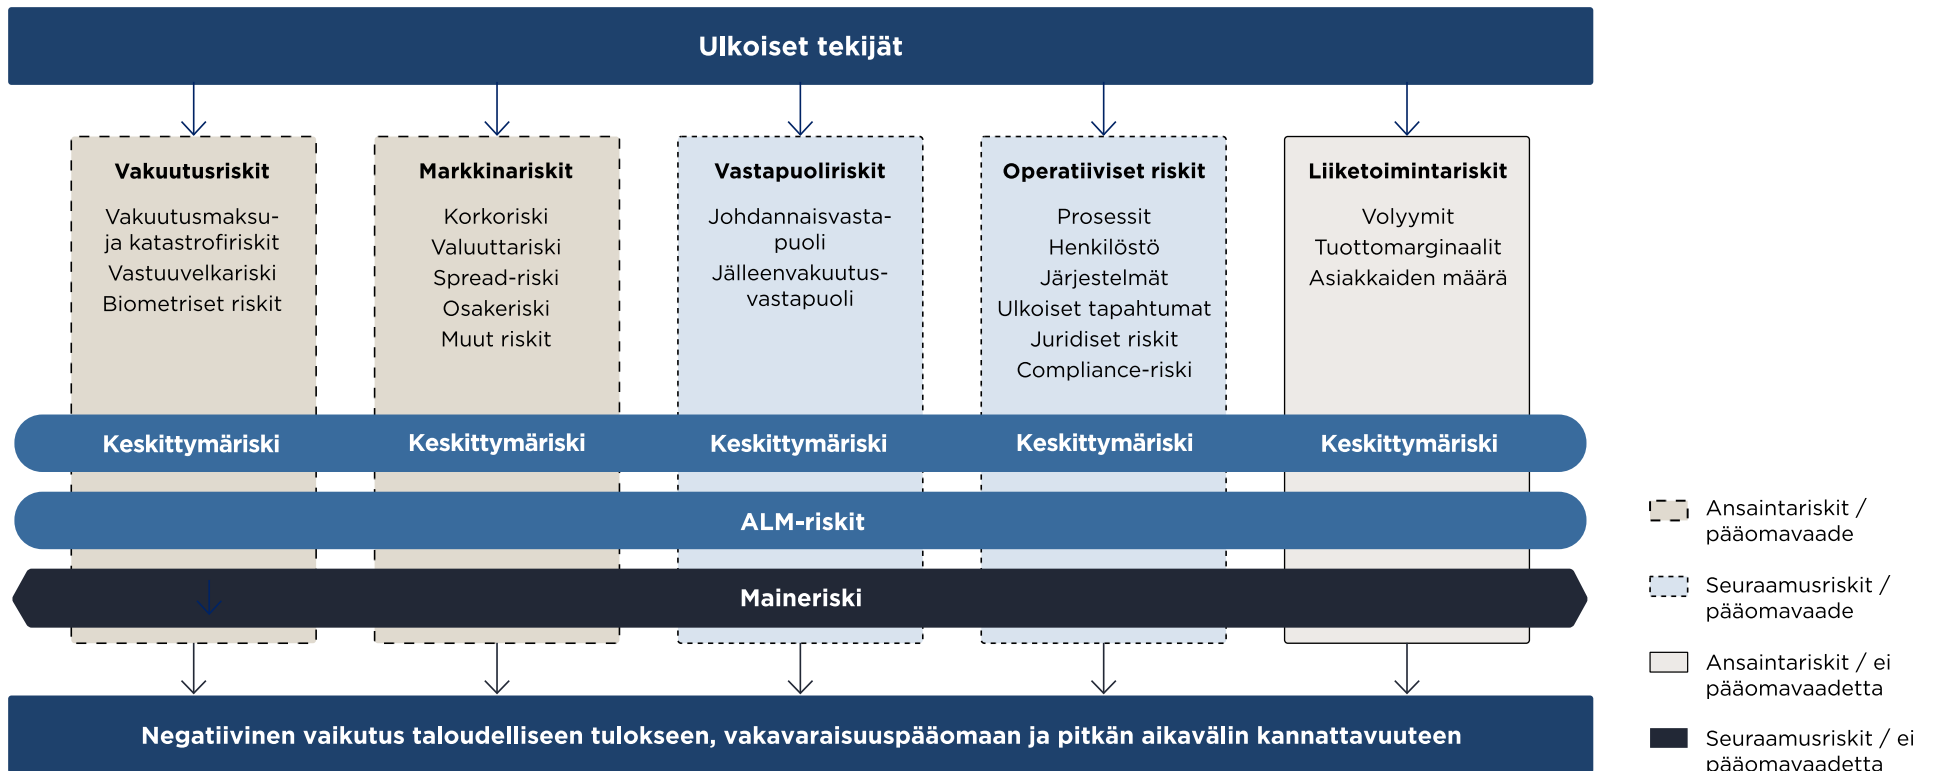 Ulkoiset tekijät
Vakuutusriskit
Vakuutusmaksu-
ja katastrofiriskit
Vastuuvelkariski
Biometriset riskit
Markkinariskit
Korkoriski
Valuuttariski
Spread-riski
Osakeriski
Muut riskit
Vastapuoliriskit
Johdannaisvasta-
puoli
Jälleenvakuutus-
vastapuoli
Operatiiviset riskit
Prosessit
Henkilöstö
Järjestelmät
Ulkoiset tapahtumat
Juridiset riskit
Compliance-riski
Liiketoimintariskit
Volyymit
Tuottomarginaalit
Asiakkaiden määrä
Keskittymäriski Keskittymäriski Keskittymäriski Keskittymäriski Keskittymäriski
ALM-riskit
Maineriski
Negatiivinen vaikutus taloudelliseen tulokseen, vakavaraisuuspääomaan ja pitkän aikavälin kannattavuuteen
Ansaintariskit /
pääomavaade
Seuraamusriskit /
pääomavaade
Ansaintariskit / ei
pääomavaadetta
Seuraamusriskit / ei
pääomavaadetta